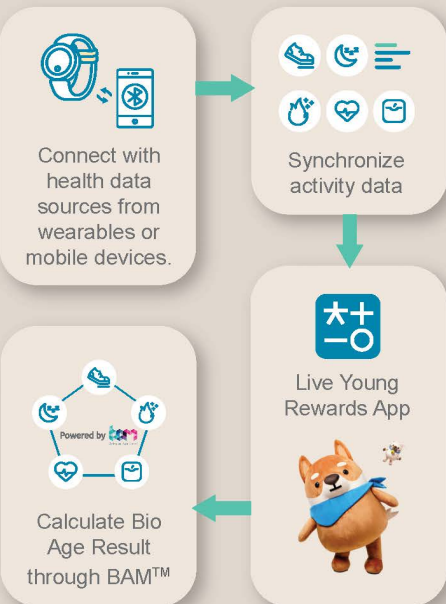 Connect with
health data
sources from
wearables or
mobile devices.
Synchronize
activity data
Live Young
Rewards App
Powered by bam
Calculate Bio
Age Result
through BAM™